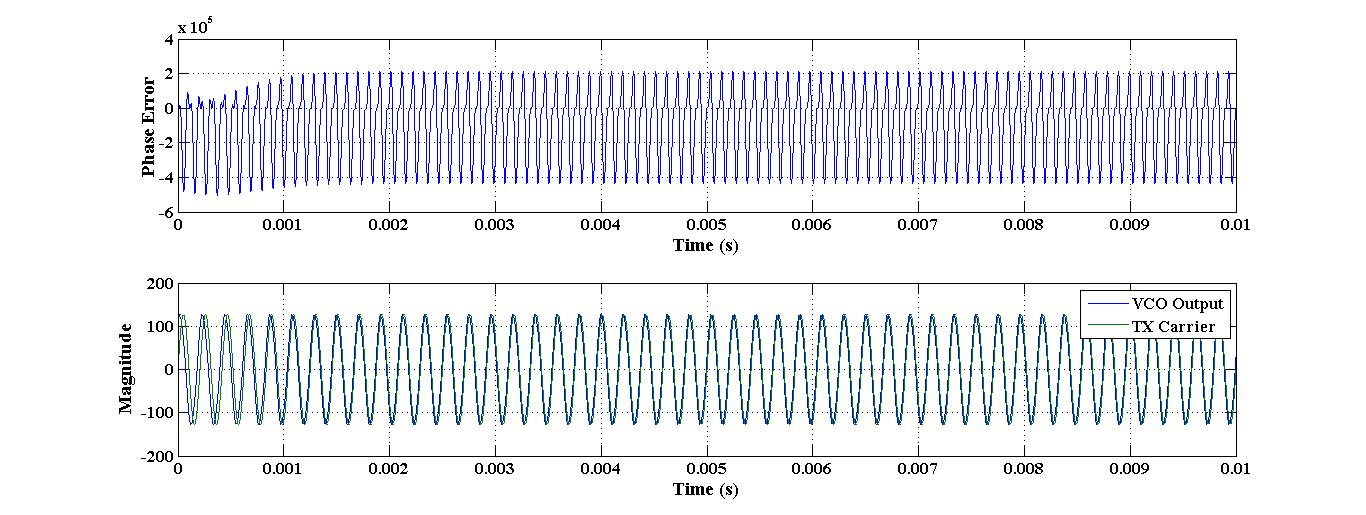 x 10^5
4
2
0
-2
-4
-6
Phase Error
0 0.001 0.002 0.003 0.004 0.005 0.006 0.007 0.008 0.009 0.01
Time (s)
200
100
0
-100
-200
Magnitude
VCO Output
TX Carrier
0 0.001 0.002 0.003 0.004 0.005 0.006 0.007 0.008 0.009 0.01
Time (s)